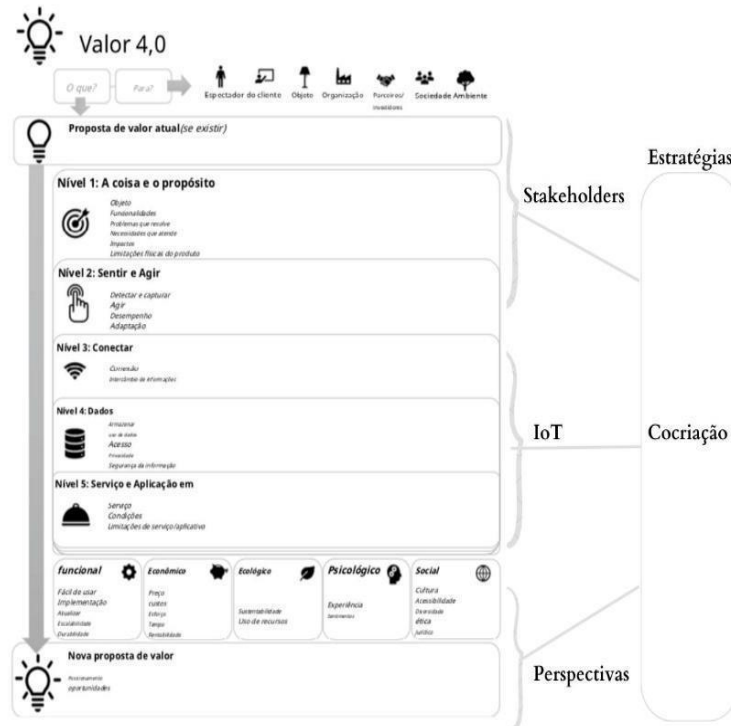 Valor 4,0
O que?
Para?
Espectador do cliente
Objeto
Organização
Parceiros/
investidores
Sociedade Ambiente
Proposta de valor atual(se existir)
Nível 1: A coisa e o propósito
Objeto
Funcionalidades
Problemas que resolve
Necessidades que atende
Impactos
Limitações físicas do produto
Nível 2: Sentir e Agir
Detectar e capturar
Agir
Desempenho
Adaptação
Nível 3: Conectar
Conexão
Intercâmbio de informações
Nível 4: Dados
Armazenar
uso de dados
Acesso
Privacidade
Segurança da informação
Nível 5: Serviço e Aplicação em
Serviço
Condições
Limitações de serviço/aplicativo
funcional
Fácil de usar
Implementação
Atualizar
Escalabilidade
Durabilidade
Econômico
Preço
custos
Esforço
Tempo
Rentabilidade
Ecológico
Sustentabilidade
Uso de recursos
Psicológico
Experiência
Sentimentos
Social
Cultura
Acessibilidade
Diversidade
ética
Jurídico
Nova proposta de valor
Posicionamento
oportunidades
Stakeholders
IoT
Perspectivas
Estratégias
Cocriação